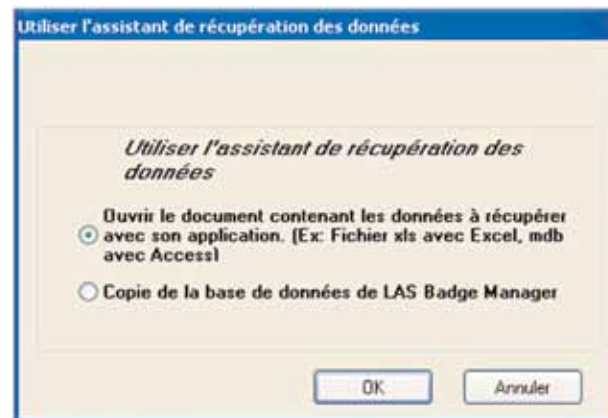 Utiliser l'assistant de récupération des données
Utiliser l'assistant de récupération des
données
Ouvrir le document contenant les données à récupérer
avec son application. (Ex: Fichier xls avec Excel, mdb
avec Access)
Copie de la base de données de LAS Badge Manager
OK
Annuler